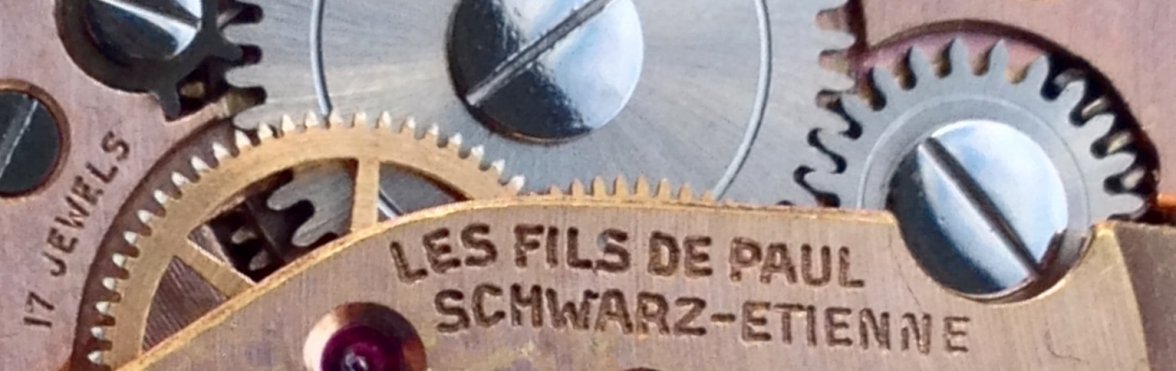 17 JEWELS
LES FILS DE PAUL
SCHWARZ-ETIENNE